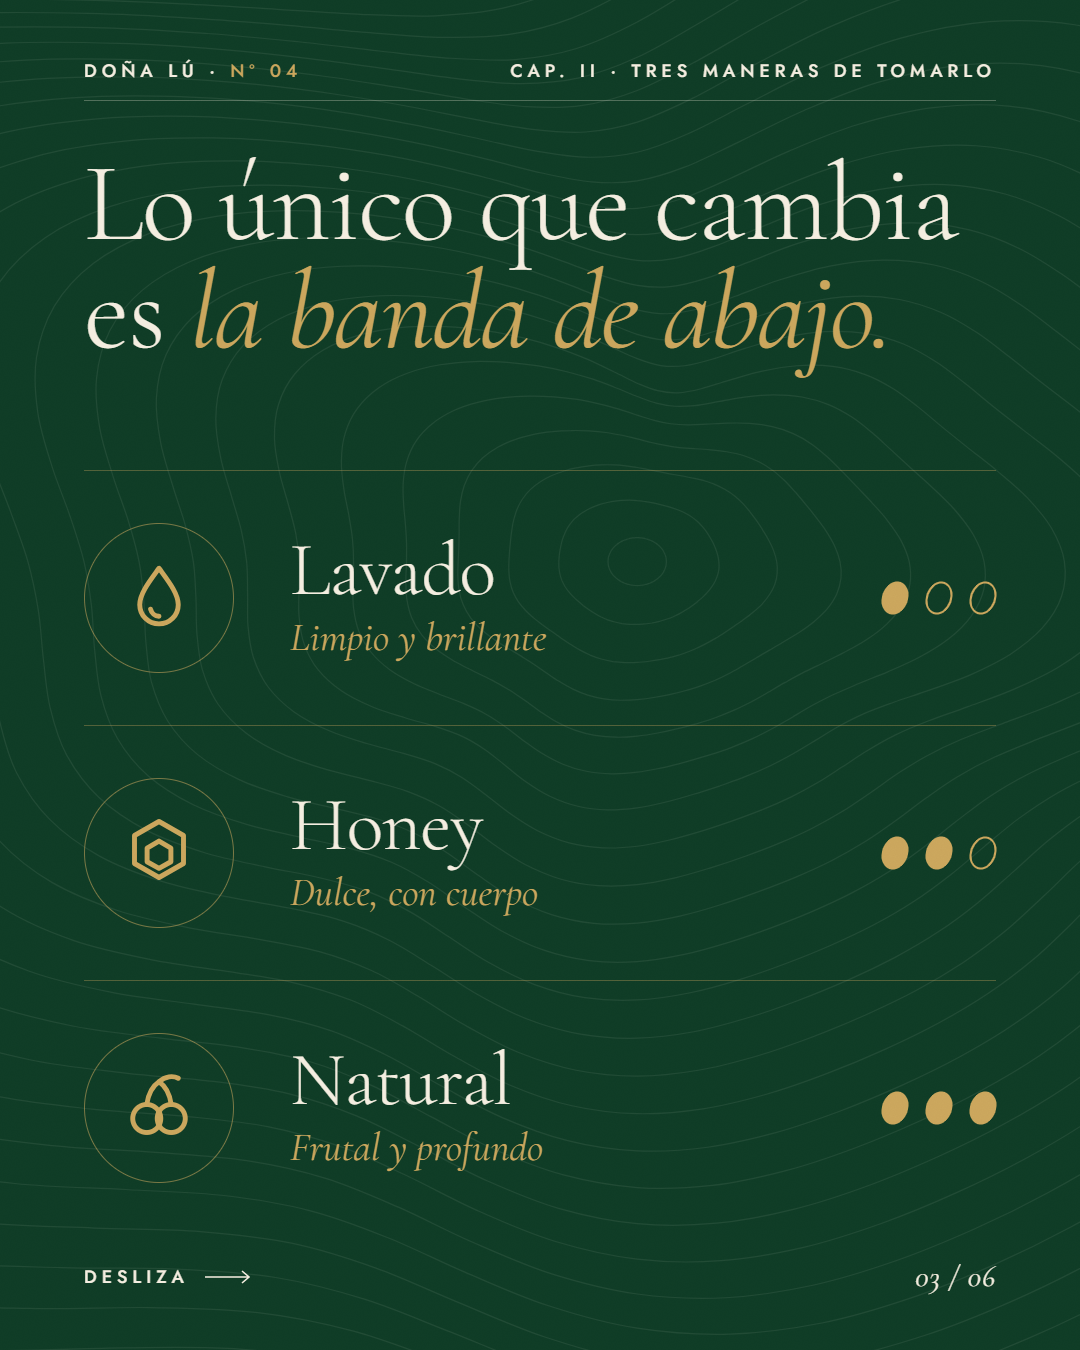 DOÑA LÚ · N° 04
CAP. II · TRES MANERAS DE TOMARLO
Lo único que cambia
es la banda de abajo.
Lavado
Limpio y brillante
Honey
Dulce, con cuerpo
Natural
Frutal y profundo
DESLIZA
03 / 06